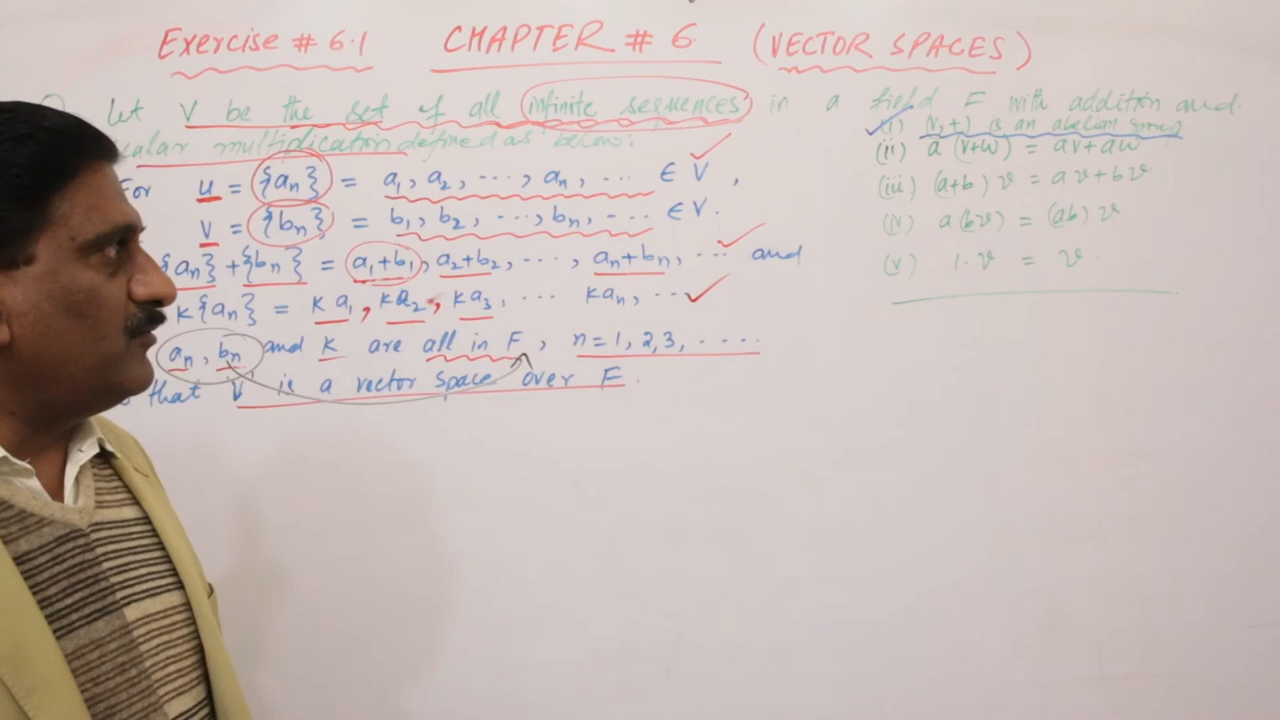 Exercise # 6.1 CHAPTER # 6 (VECTOR SPACES)
let V be the set of all infinite sequences in a field F with addition and
alar multiplication defined as below:
For u = {an} = a1, a2, ..., an, ... ∈ V,
v = {bn} = b1, b2, ..., bn, ... ∈ V.
{an} + {bn} = a1+b1, a2+b2, ..., an+bn, ... and
K{an} = Ka1, Ka2, Ka3, ... Kan, ...
an, bn and K are all in F, n = 1, 2, 3, ....
that V is a vector space over F.
(i) (V,+) is an abelian group
(ii) a(v+w) = av + aw
(iii) (a+b)v = av + bv
(iv) a(bv) = (ab)v
(v) 1.v = v.